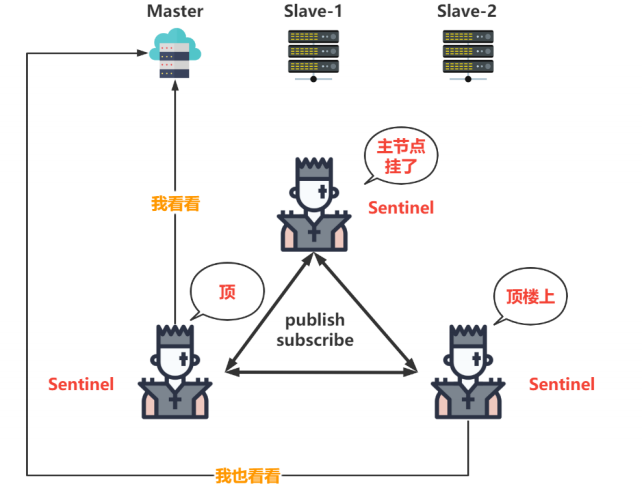 Master
Slave-1
Slave-2
主节点
挂了
Sentinel
我看看
顶
publish
subscribe
顶楼上
Sentinel
Sentinel
我也看看